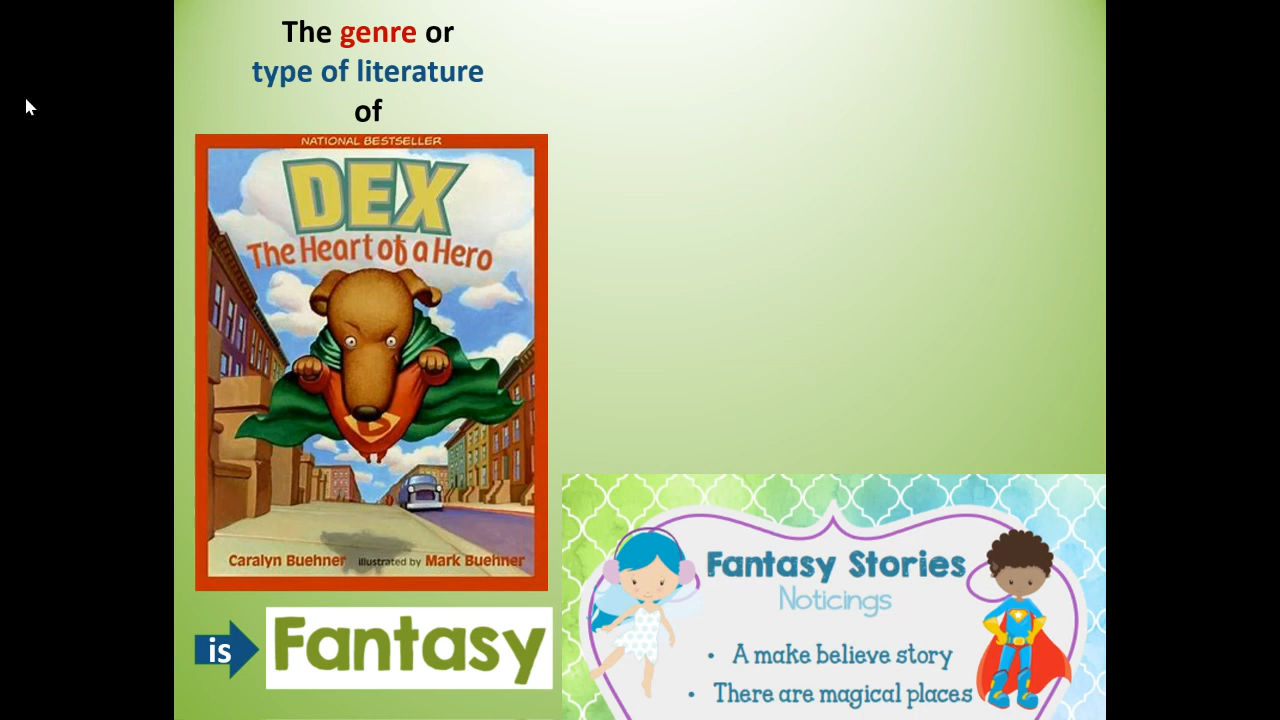 The genre or
type of literature
of
NATIONAL BESTSELLER
DEX
The Heart of a Hero
Caralyn Buehner illustrated by Mark Buehner
is Fantasy
Fantasy Stories
Noticings
• A make believe story
• There are magical places